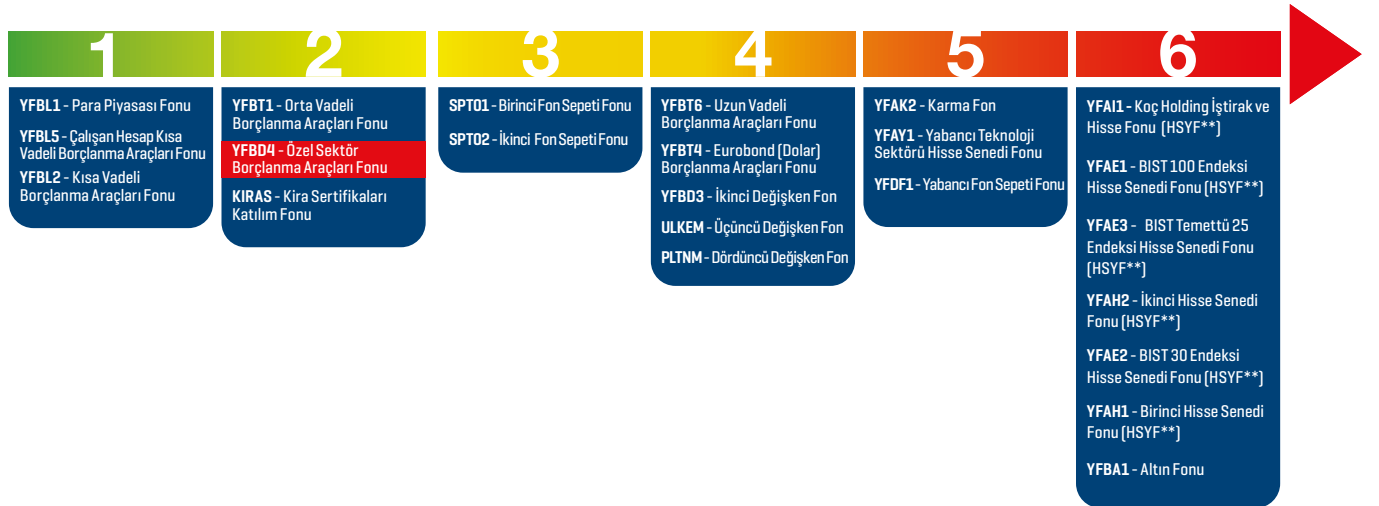 1
YFBL1 - Para Piyasası Fonu
YFBL5 - Çalışan Hesap Kısa
Vadeli Borçlanma Araçları Fonu
YFBL2 - Kısa Vadeli
Borçlanma Araçları Fonu
2
YFBT1 - Orta Vadeli
Borçlanma Araçları Fonu
YFBD4 - Özel Sektör
Borçlanma Araçları Fonu
KIRAS - Kira Sertifikaları
Katılım Fonu
3
SPT01 - Birinci Fon Sepeti Fonu
SPT02 - İkinci Fon Sepeti Fonu
4
YFBT6 - Uzun Vadeli
Borçlanma Araçları Fonu
YFBT4 - Eurobond (Dolar)
Borçlanma Araçları Fonu
YFBD3 - İkinci Değişken Fon
ULKEM - Üçüncü Değişken Fon
PLTNM - Dördüncü Değişken Fon
5
YFAK2 - Karma Fon
YFAY1 - Yabancı Teknoloji
Sektörü Hisse Senedi Fonu
YFDF1 - Yabancı Fon Sepeti Fonu
6
YFAI1 - Koç Holding İştirak ve
Hisse Fonu (HSYF**)
YFAE1 - BIST 100 Endeksi
Hisse Senedi Fonu (HSYF**)
YFAE3 - BIST Temettü 25
Endeksi Hisse Senedi Fonu
(HSYF**)
YFAH2 - İkinci Hisse Senedi
Fonu (HSYF**)
YFAE2 - BIST 30 Endeksi
Hisse Senedi Fonu (HSYF**)
YFAH1 - Birinci Hisse Senedi
Fonu (HSYF**)
YFBA1 - Altın Fonu